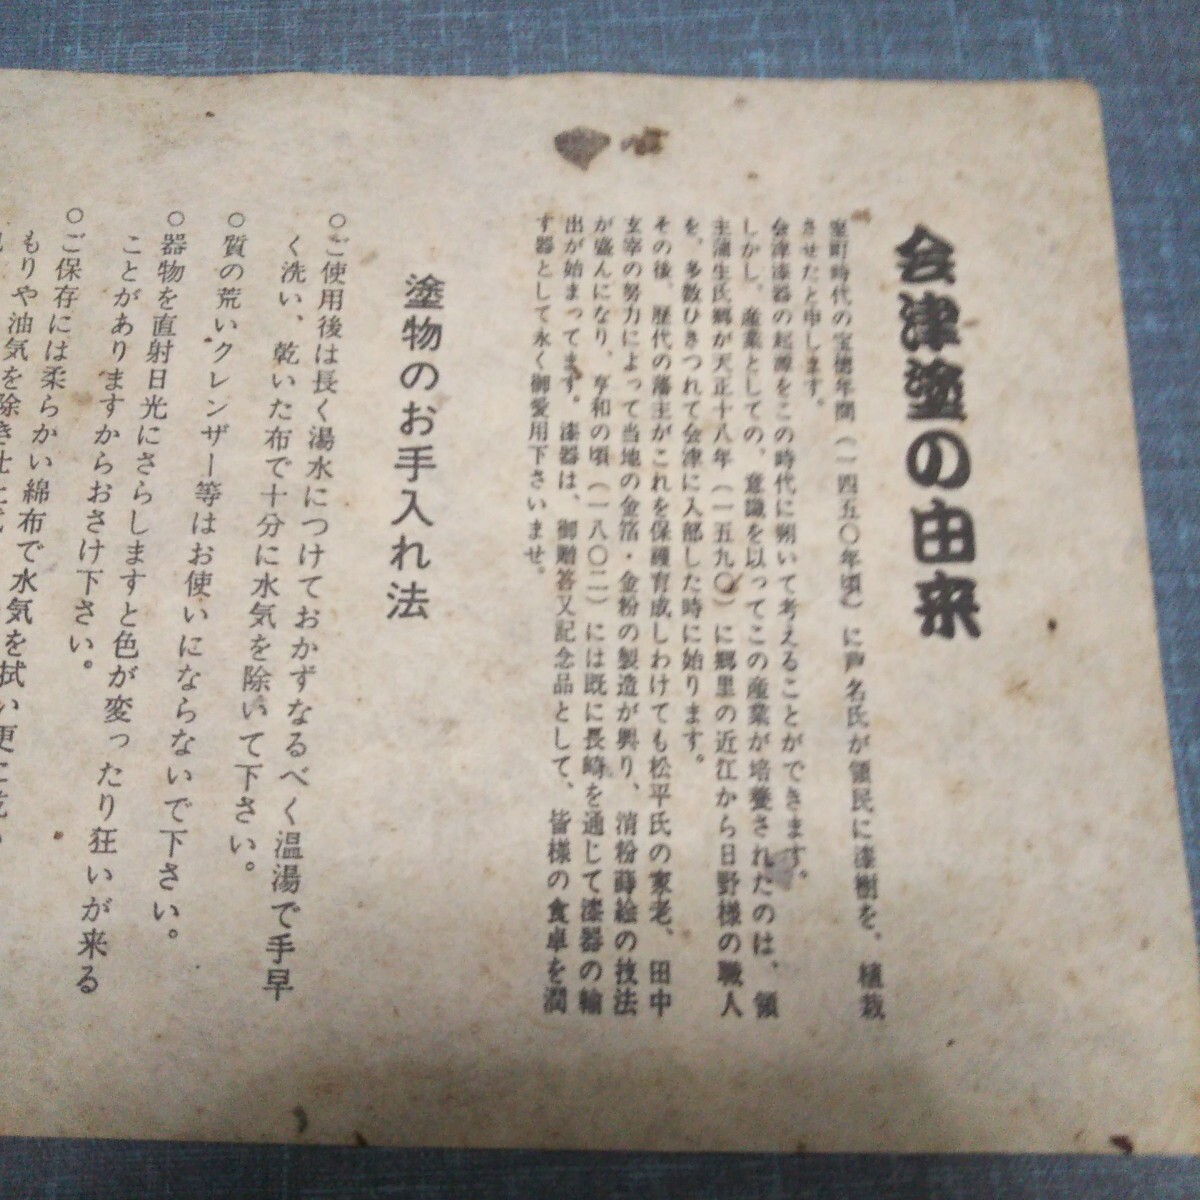 会津塗の由来
室町時代の宝徳年間（一四五〇年頃）に芦名氏が領民に漆樹を、植栽
させたと申します。
会津漆器の起源をこの時代に朔いて考えることができます。
しかし、産業としての、意識を以ってこの産業が培養されたのは、領
主蒲生氏郷が天正十八年（一五九〇）に郷里の近江から日野様の職人
を、多数ひきつれて会津に入部した時に始ります。
その後、歴代の藩主がこれを保護育成しわけても松平氏の家老、田中
玄宰の努力によって当地の金箔・金粉の製造が興り、消粉蒔絵の技法
が盛んになり、享和の頃（一八〇二）には既に長崎を通じて漆器の輸
出が始まってます。漆器は、御贈答又記念品として、皆様の食卓を潤
す器として永く御愛用下さいませ。
塗物のお手入れ法
○ご使用後は長く湯水につけておかずなるべく温湯で手早
く洗い、乾いた布で十分に水気を除いて下さい。
○質の荒いクレンザー等はお使いにならないで下さい。
○器物を直射日光にさらしますと色が変ったり狂いが来る
ことがありますからおさけ下さい。
○ご保存には柔らかい綿布で水気を拭い更に乾い
もりや油気を除き